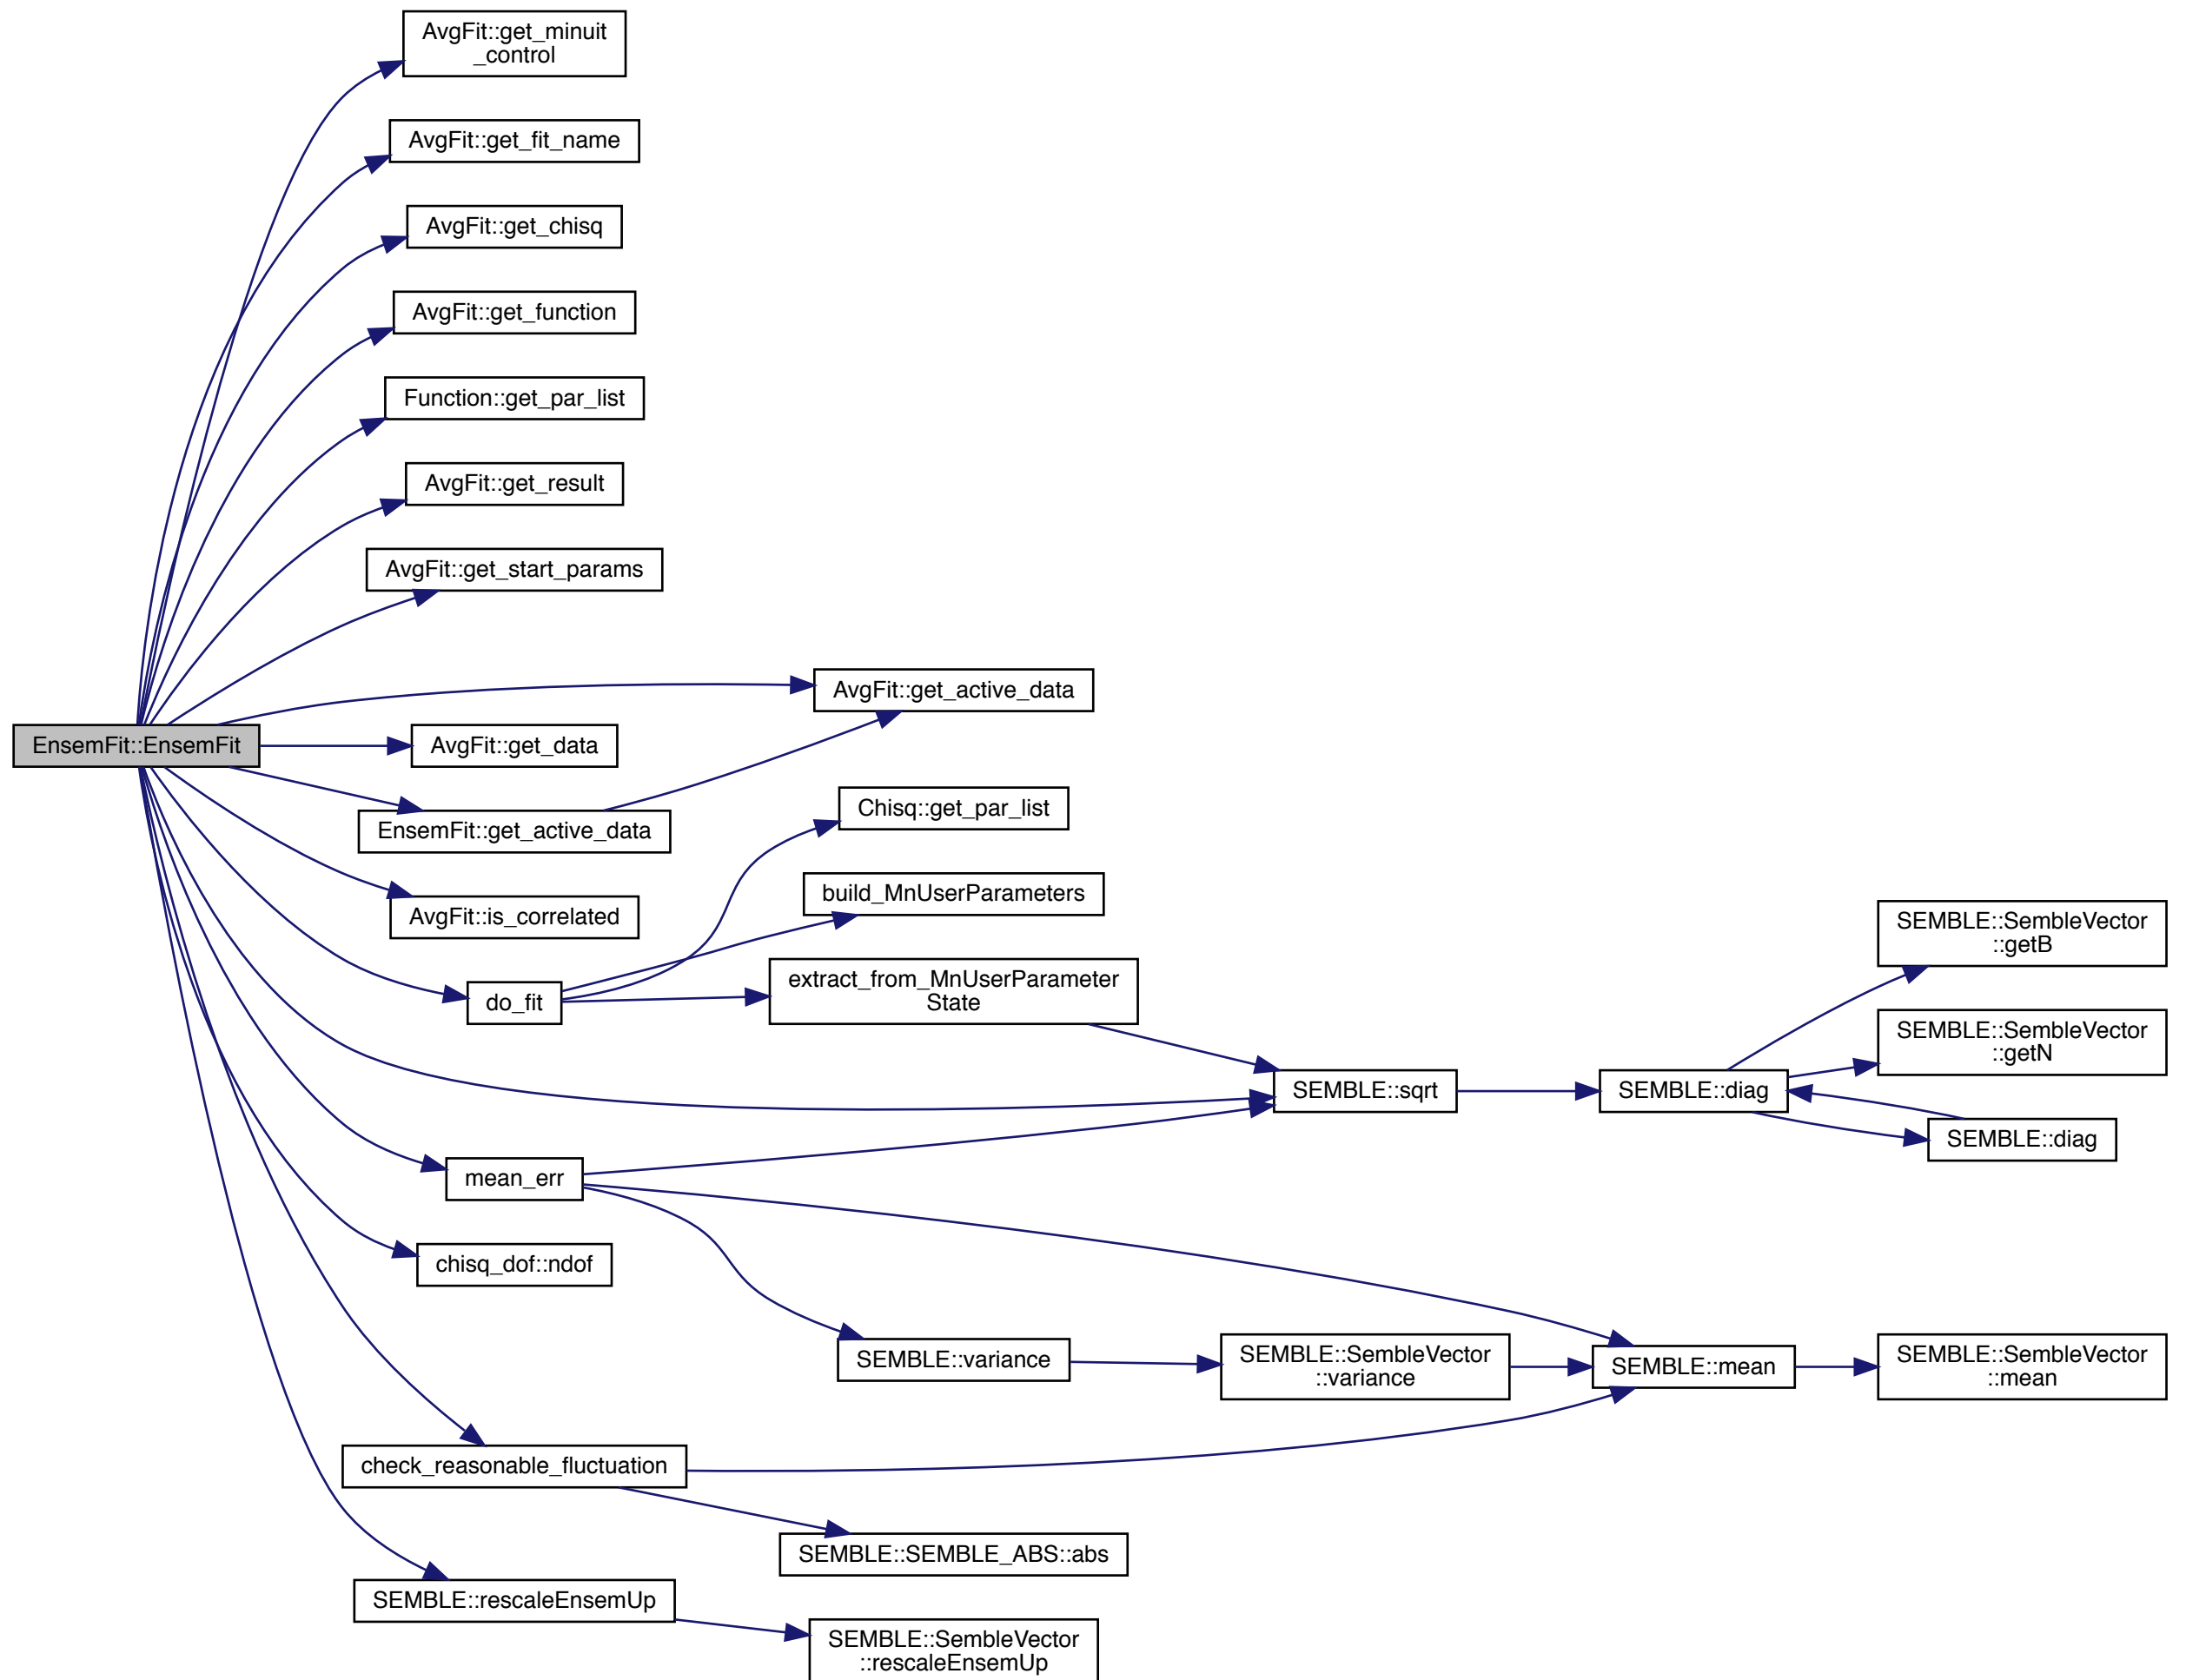 AvgFit::get_minuit
_control
AvgFit::get_fit_name
AvgFit::get_chisq
AvgFit::get_function
Function::get_par_list
AvgFit::get_result
AvgFit::get_start_params
AvgFit::get_active_data
EnsemFit::EnsemFit
AvgFit::get_data
Chisq::get_par_list
EnsemFit::get_active_data
build_MnUserParameters
AvgFit::is_correlated
SEMBLE::SembleVector
::getB
extract_from_MnUserParameter
State
do_fit
SEMBLE::SembleVector
::getN
SEMBLE::sqrt
SEMBLE::diag
SEMBLE::diag
mean_err
chisq_dof::ndof
SEMBLE::variance
SEMBLE::SembleVector
::variance
SEMBLE::mean
SEMBLE::SembleVector
::mean
check_reasonable_fluctuation
SEMBLE::SEMBLE_ABS::abs
SEMBLE::rescaleEnsemUp
SEMBLE::SembleVector
::rescaleEnsemUp